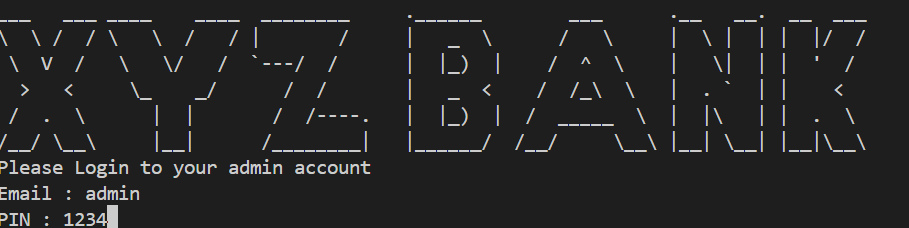 XYZ BANK
Please Login to your admin account
Email : admin
PIN : 1234